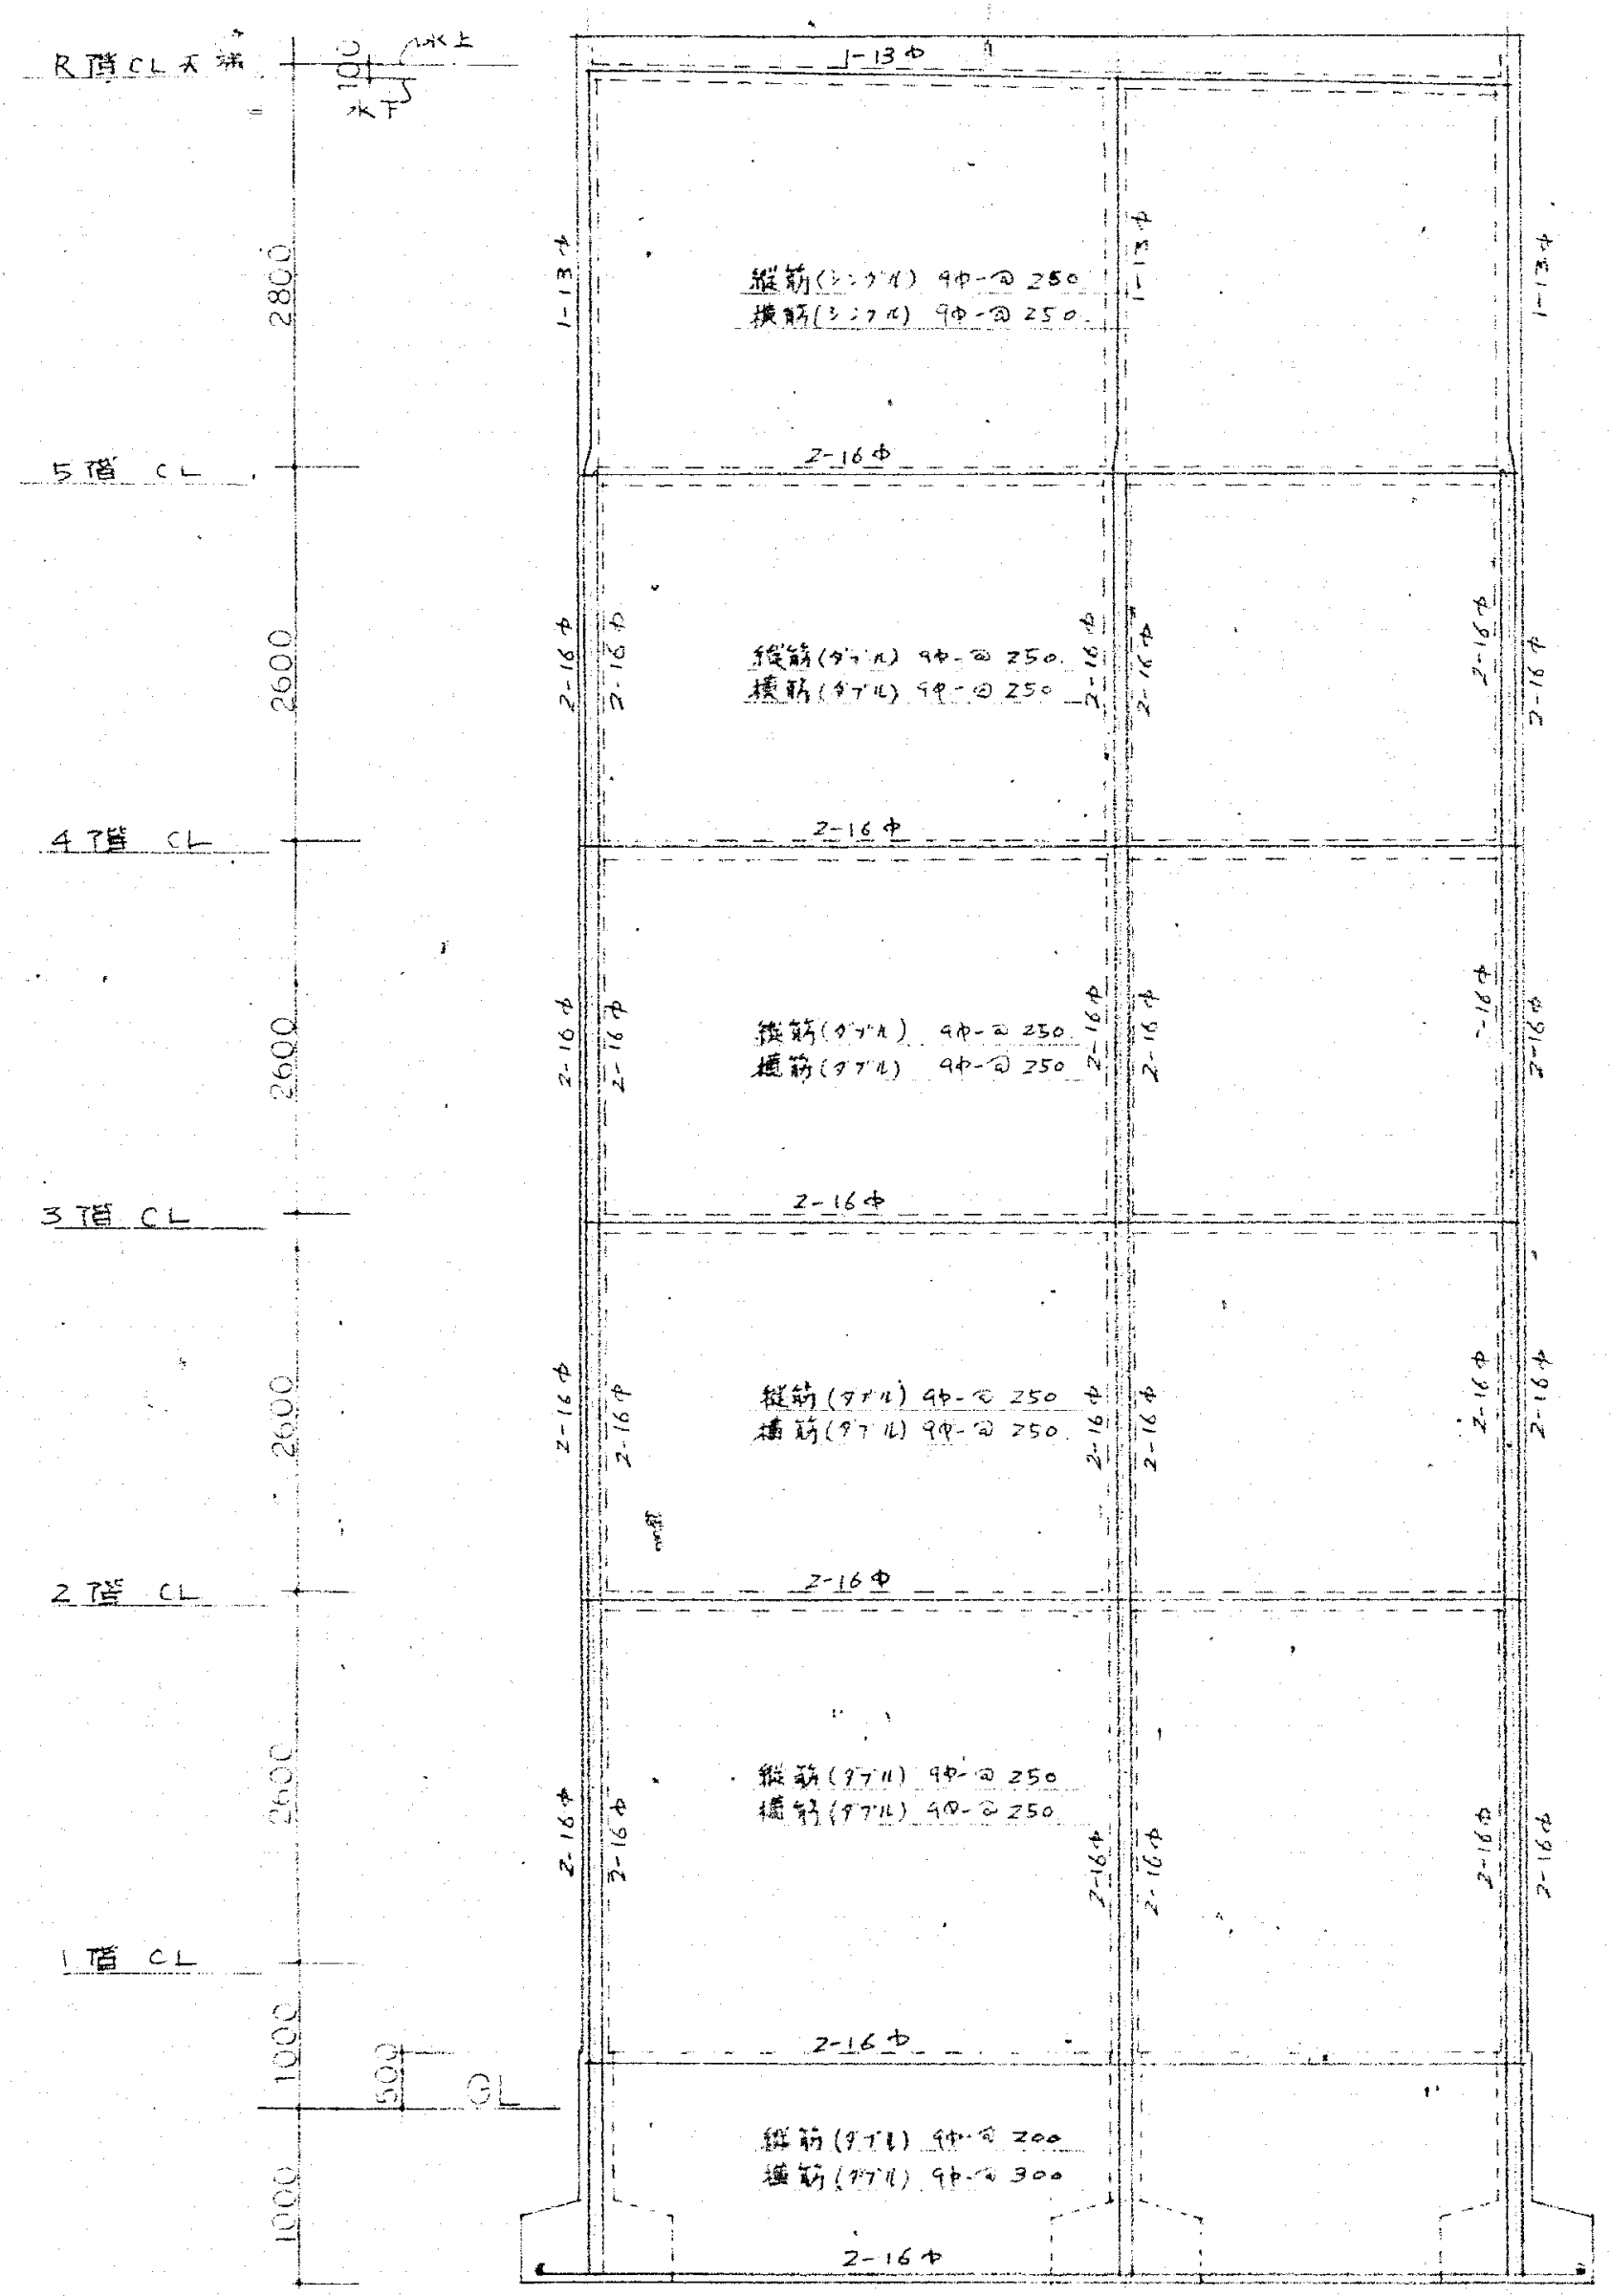 R階CL天端
100
水上
水下
1-13φ
2800
1-13φ
縦筋(シングル) 9φ-@250
横筋(シングル) 9φ-@250
1-13φ
1-13φ
5階 CL
2-16φ
2600
2-16φ
2-16φ
縦筋(ダブル) 9φ-@250
横筋(ダブル) 9φ-@250
2-16φ
2-16φ
2-16φ
2-16φ
4階 CL
2-16φ
2600
2-16φ
2-16φ
縦筋(ダブル) 9φ-@250
横筋(ダブル) 9φ-@250
2-16φ
2-16φ
-16φ
2-16φ
3階 CL
2-16φ
2600
2-16φ
2-16φ
縦筋(ダブル) 9φ-@250
横筋(ダブル) 9φ-@250
2-16φ
2-16φ
2-16φ
2-16φ
2階 CL
2-16φ
2600
2-16φ
2-16φ
縦筋(ダブル) 9φ-@250
横筋(ダブル) 9φ-@250
2-16φ
2-16φ
2-16φ
2-16φ
1階 CL
1000
500
GL
2-16φ
縦筋(ダブル) 9φ-@200
横筋(ダブル) 9φ-@300
1000
2-16φ